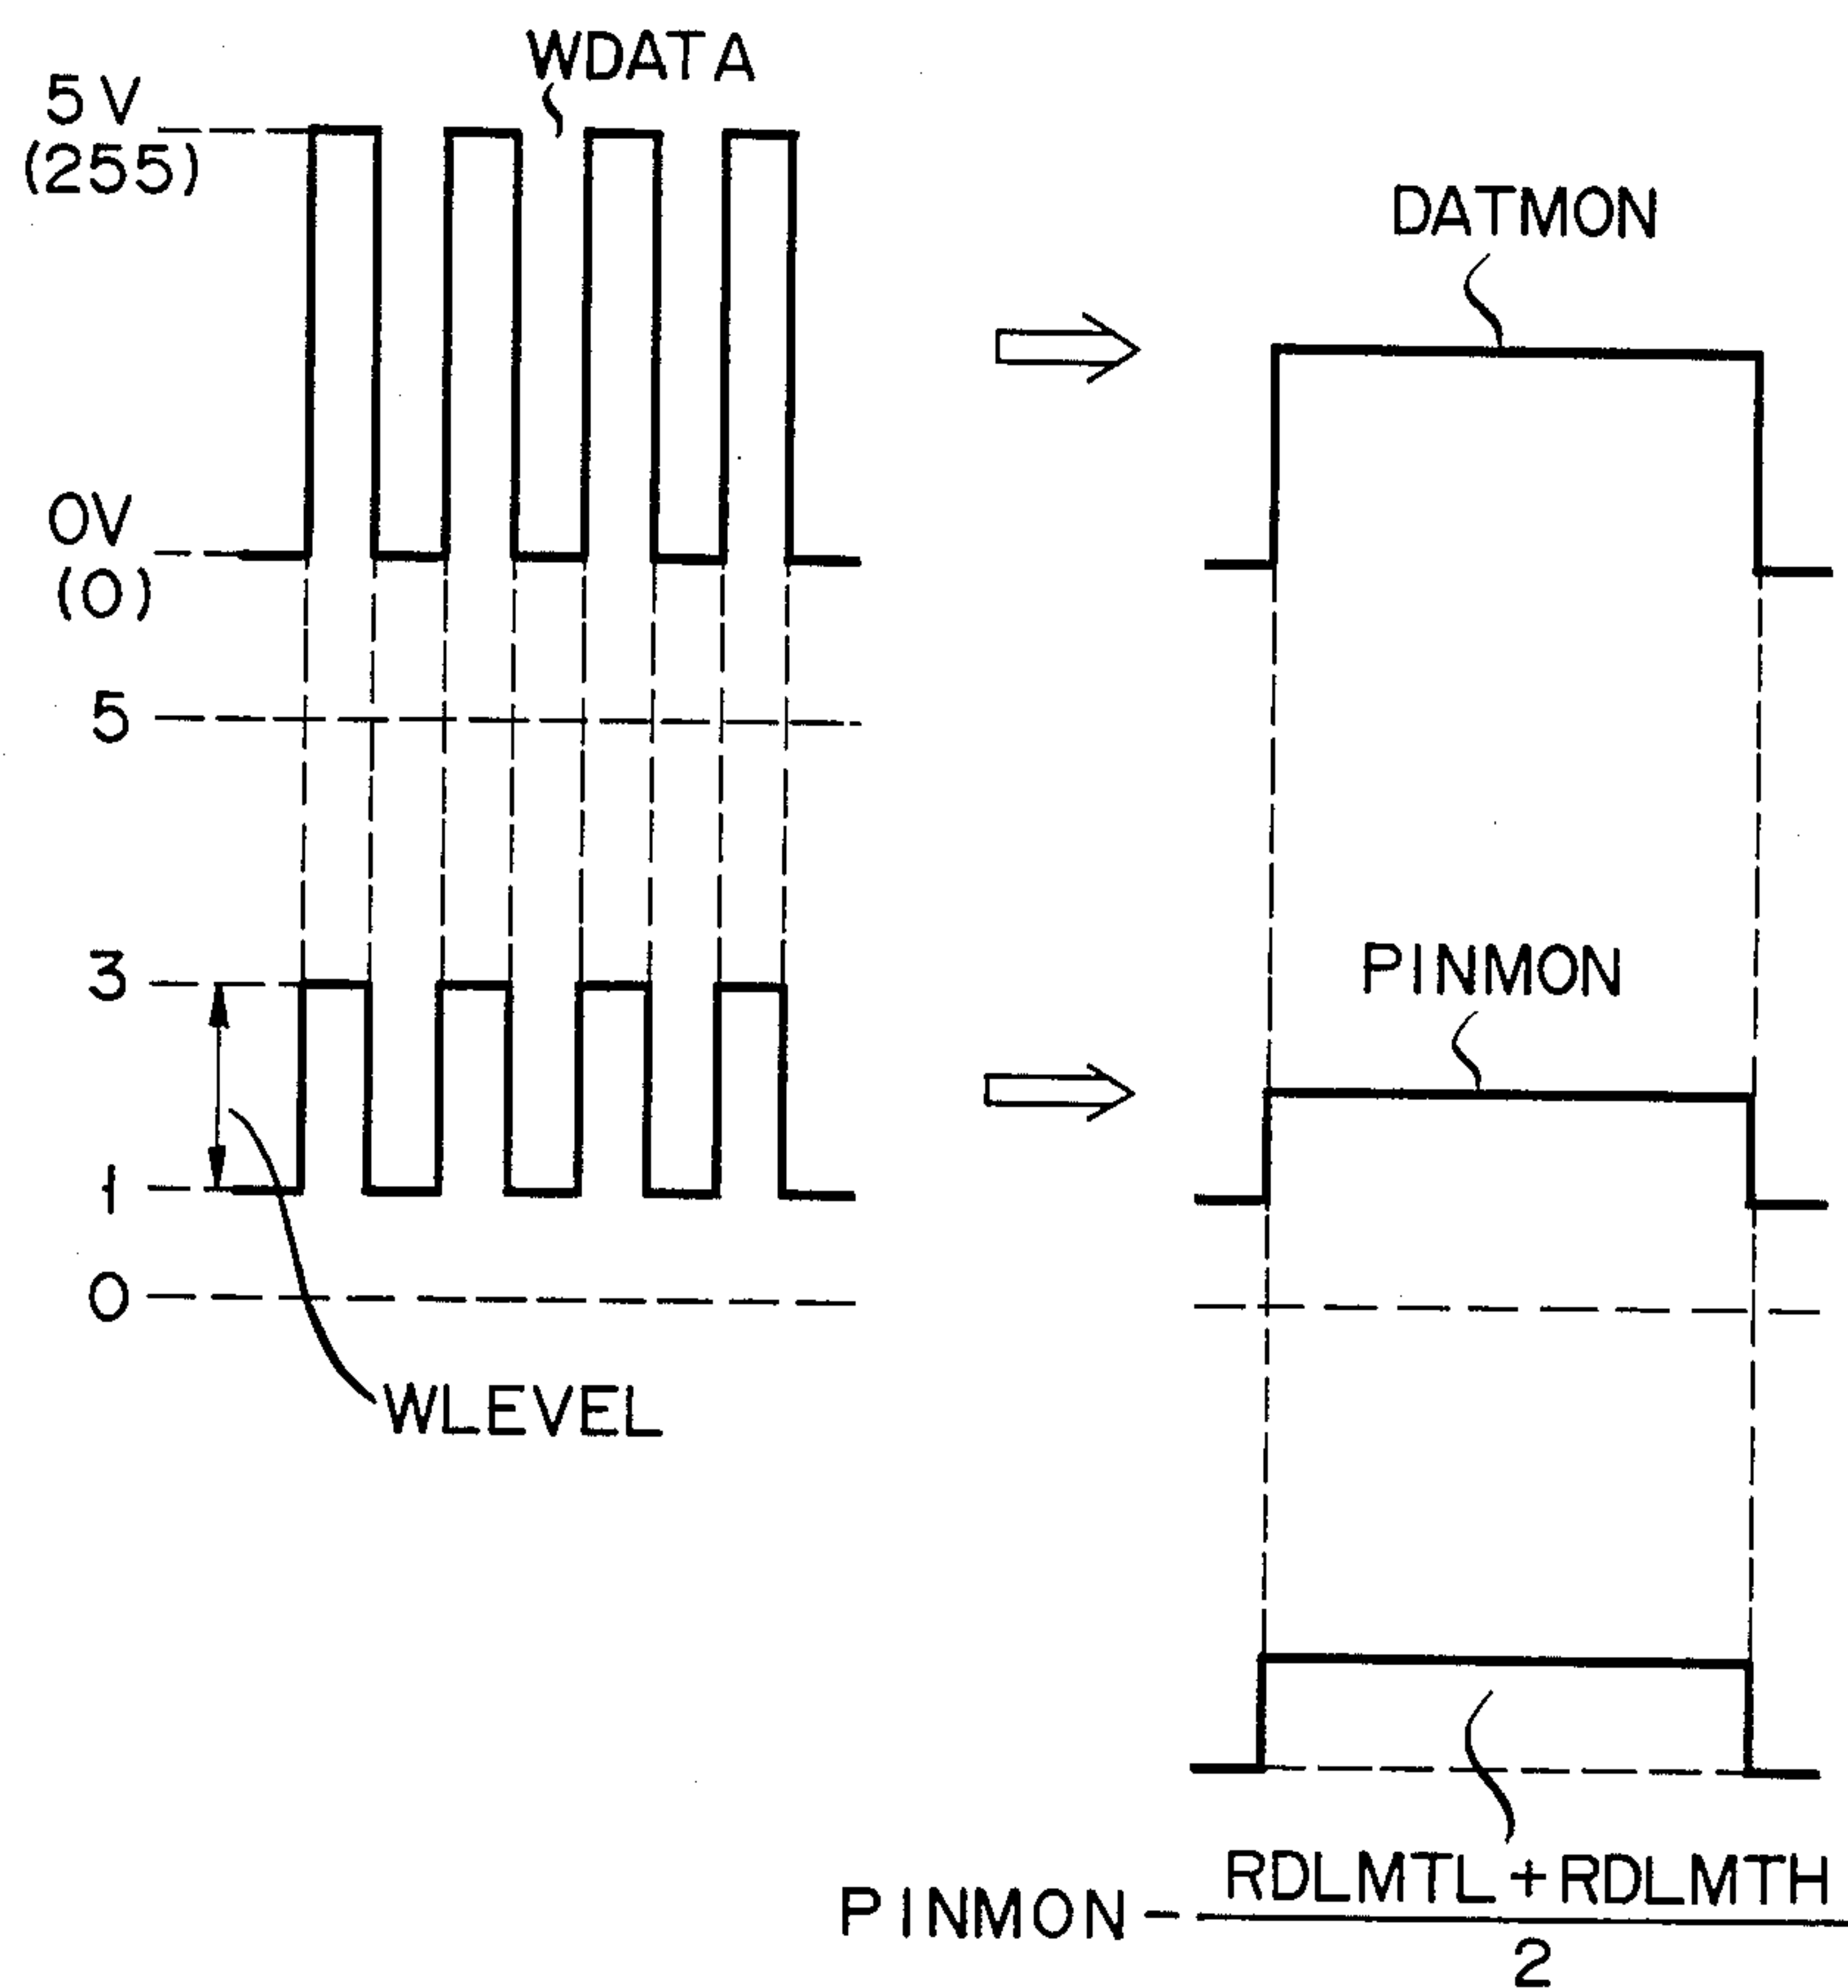 WDATA
5V
(255)
DATMON
0V
(0)
5
3
PINMON
1
0
WLEVEL
RDLMTL+RDLMTH
PINMON-
2